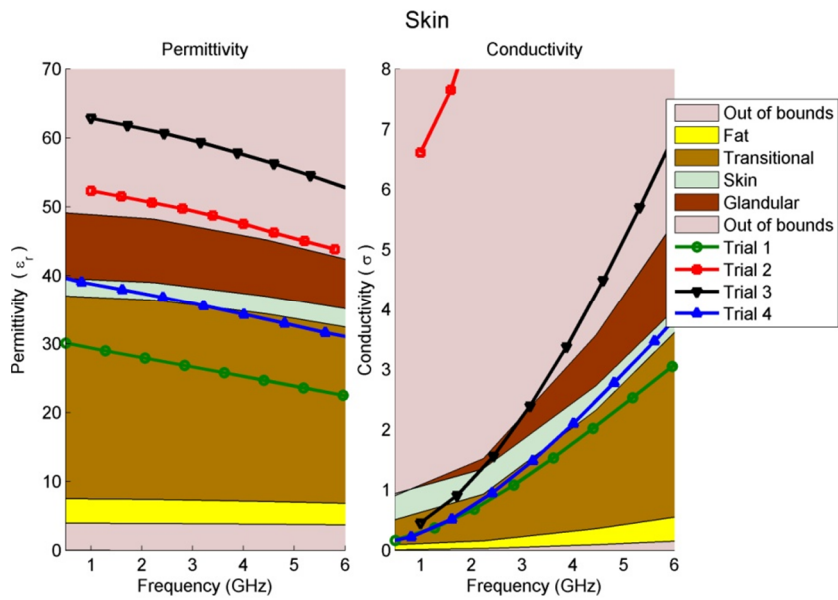 Skin
Permittivity
70
60
50
40
30
20
10
0
1 2 3 4 5 6
Frequency (GHz)
Permittivity ( εr )
Conductivity
8
7
6
5
4
3
2
1
0
1 2 3 4 5 6
Frequency (GHz)
Conductivity ( σ )
Out of bounds
Fat
Transitional
Skin
Glandular
Out of bounds
Trial 1
Trial 2
Trial 3
Trial 4